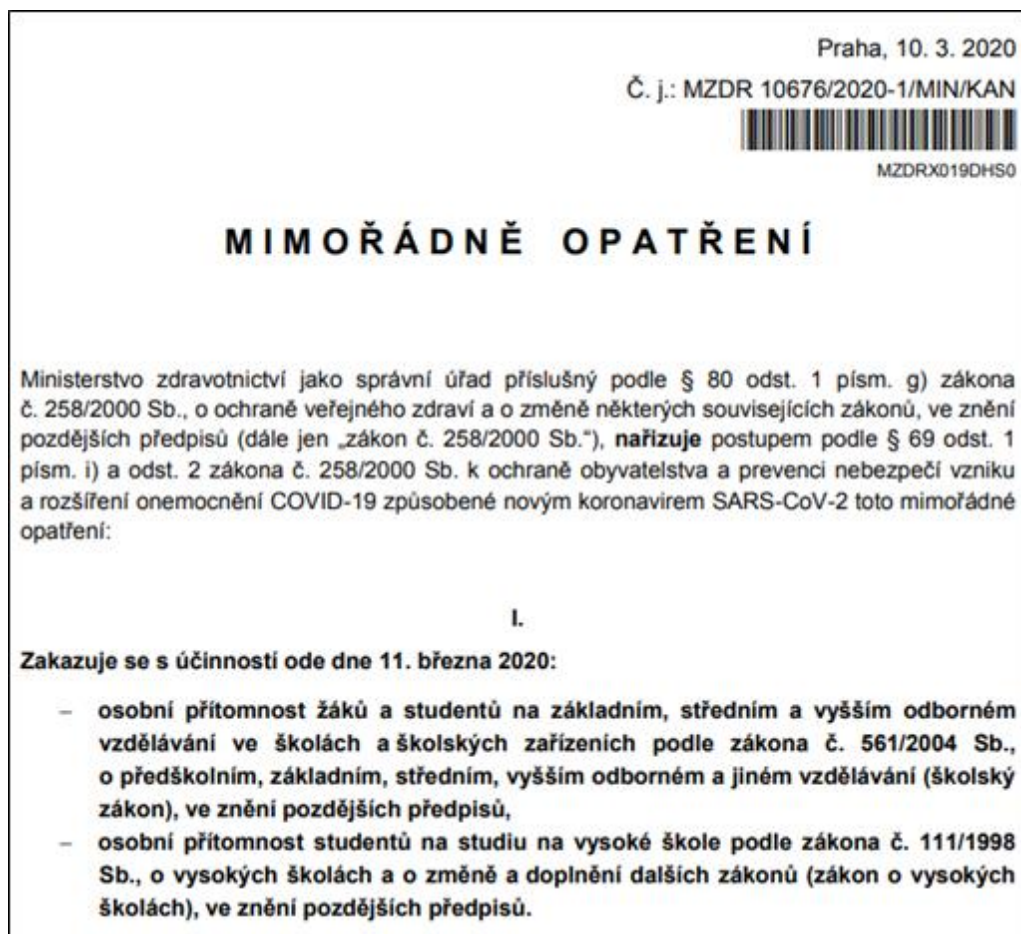 Praha, 10. 3. 2020
Č. j.: MZDR 10676/2020-1/MIN/KAN
MZDRX019DHS0
MIMOŘÁDNĚ OPATŘENÍ
Ministerstvo zdravotnictví jako správní úřad příslušný podle § 80 odst. 1 písm. g) zákona
č. 258/2000 Sb., o ochraně veřejného zdraví a o změně některých souvisejících zákonů, ve znění
pozdějších předpisů (dále jen „zákon č. 258/2000 Sb.“), nařizuje postupem podle § 69 odst. 1
písm. i) a odst. 2 zákona č. 258/2000 Sb. k ochraně obyvatelstva a prevenci nebezpečí vzniku
a rozšíření onemocnění COVID-19 způsobené novým koronavirem SARS-CoV-2 toto mimořádné
opatření:
I.
Zakazuje se s účinností ode dne 11. března 2020:
– osobní přítomnost žáků a studentů na základním, středním a vyšším odborném
vzdělávání ve školách a školských zařízeních podle zákona č. 561/2004 Sb.,
o předškolním, základním, středním, vyšším odborném a jiném vzdělávání (školský
zákon), ve znění pozdějších předpisů,
– osobní přítomnost studentů na studiu na vysoké škole podle zákona č. 111/1998
Sb., o vysokých školách a o změně a doplnění dalších zákonů (zákon o vysokých
školách), ve znění pozdějších předpisů.